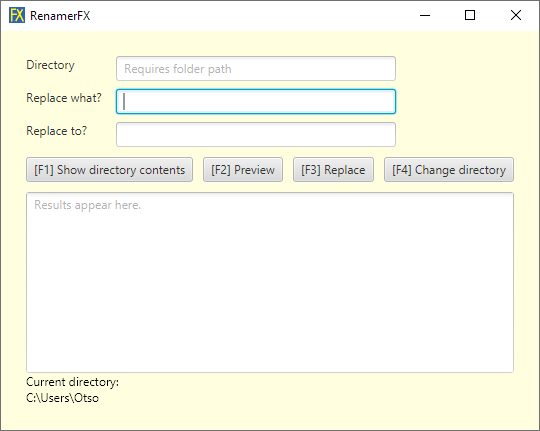 FX RenamerFX
Directory Requires folder path
Replace what?
Replace to?
[F1] Show directory contents [F2] Preview [F3] Replace [F4] Change directory
Results appear here.
Current directory:
C:\Users\Otso